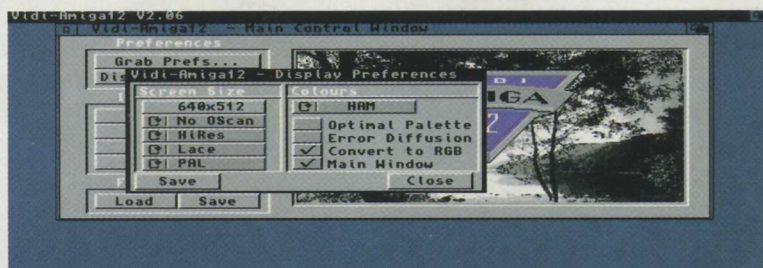 Vidi-Amiga12 V2.06
Vidi-Amiga12 - Main Control Window
Preferences
Grab Prefs...
Dis
Vidi-Amiga12 - Display Preferences
Screen Size
640x512
No OScan
HiRes
Lace
PAL
Colours
HAM
Optimal Palette
Error Diffusion
Convert to RGB
Main Window
Save
Close
Load
Save
DI
IGA
2